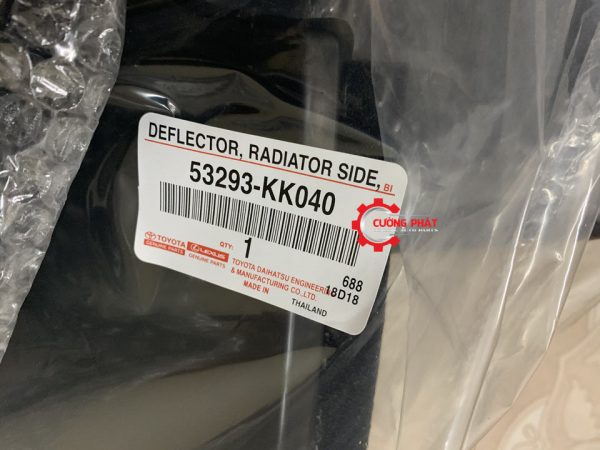 DEFLECTOR, RADIATOR SIDE, BI
53293-KK040
CƯỜNG PHÁT
QTY:
1
TOYOTA
GENUINE PARTS
LEXUS
GENUINE PARTS
TOYOTA DAIHATSU ENGINEERING
& MANUFACTURING CO.,LTD.
MADE IN
THAILAND
688
18D18